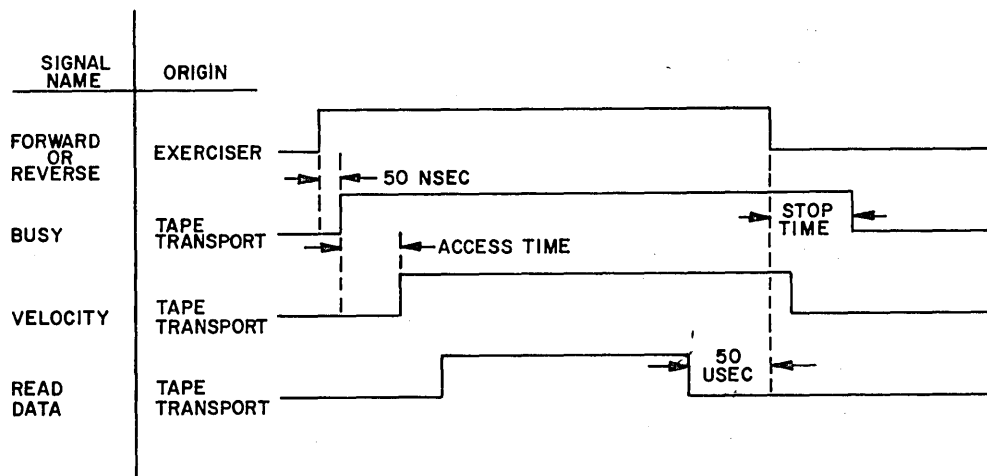 SIGNAL
NAME
ORIGIN
FORWARD
OR
REVERSE
EXERCISER
50 NSEC
BUSY
TAPE
TRANSPORT
STOP
TIME
ACCESS TIME
VELOCITY
TAPE
TRANSPORT
READ
DATA
TAPE
TRANSPORT
50
USEC